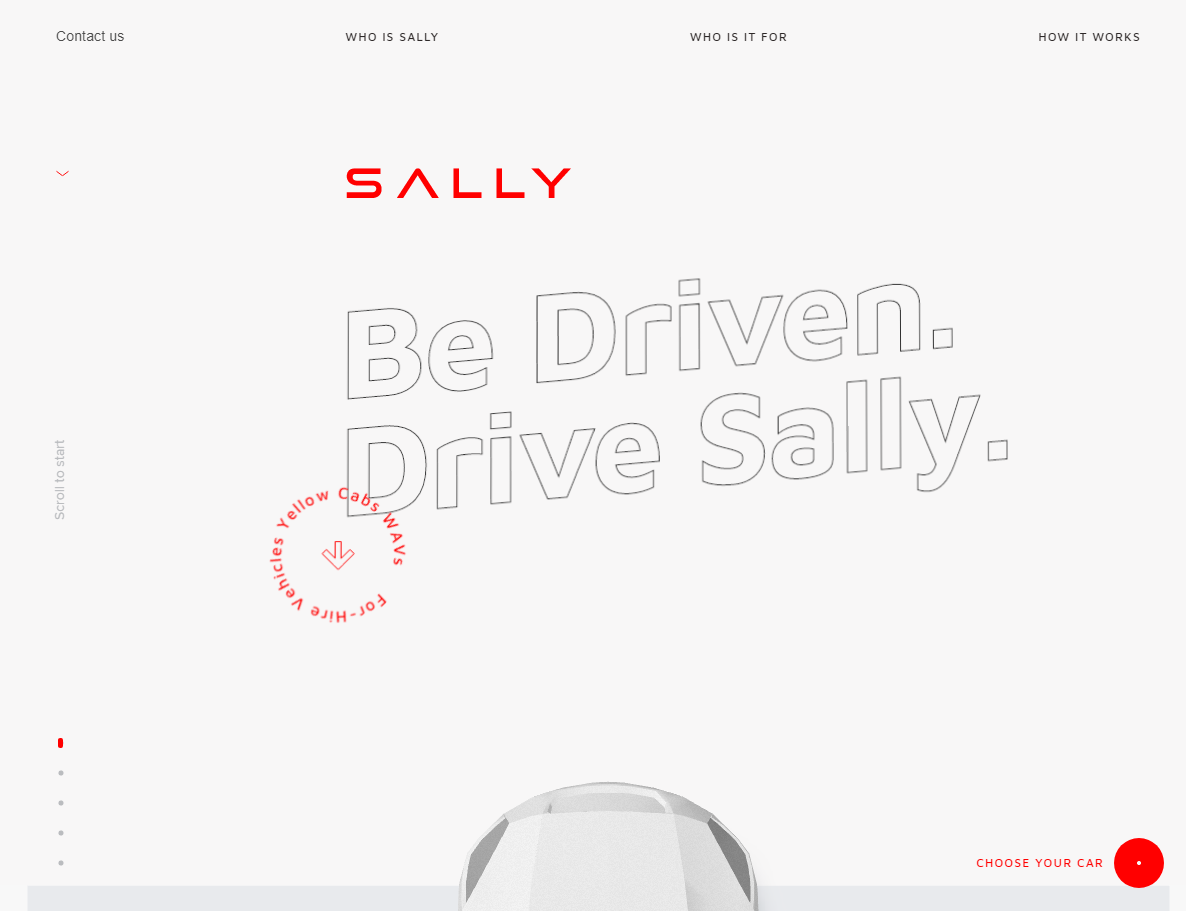 Contact us
WHO IS SALLY
WHO IS IT FOR
HOW IT WORKS
SALLY
Be Driven.
Drive Sally.
Scroll to start
For-Hire Vehicles Yellow Cabs WAVs
CHOOSE YOUR CAR